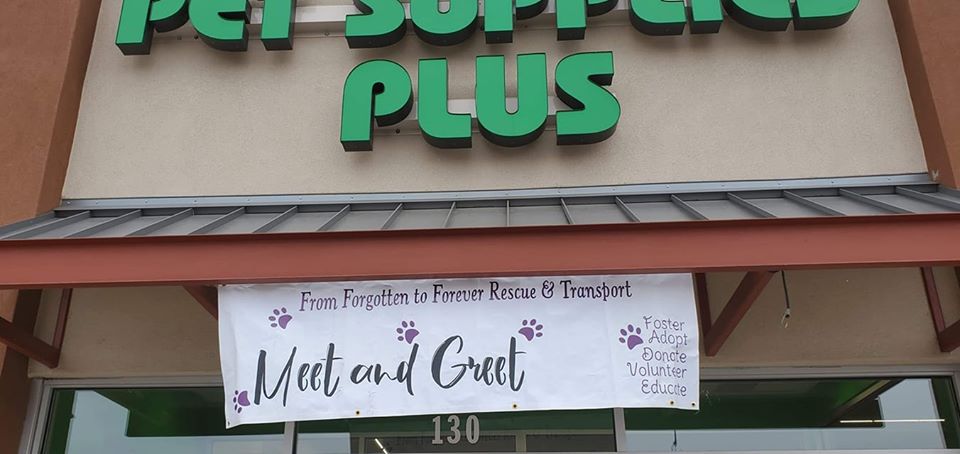 PET SUPPLIES
PLUS
From Forgotten to Forever Rescue & Transport
Meet and Greet
Foster
Adopt
Donate
Volunteer
Educate
130